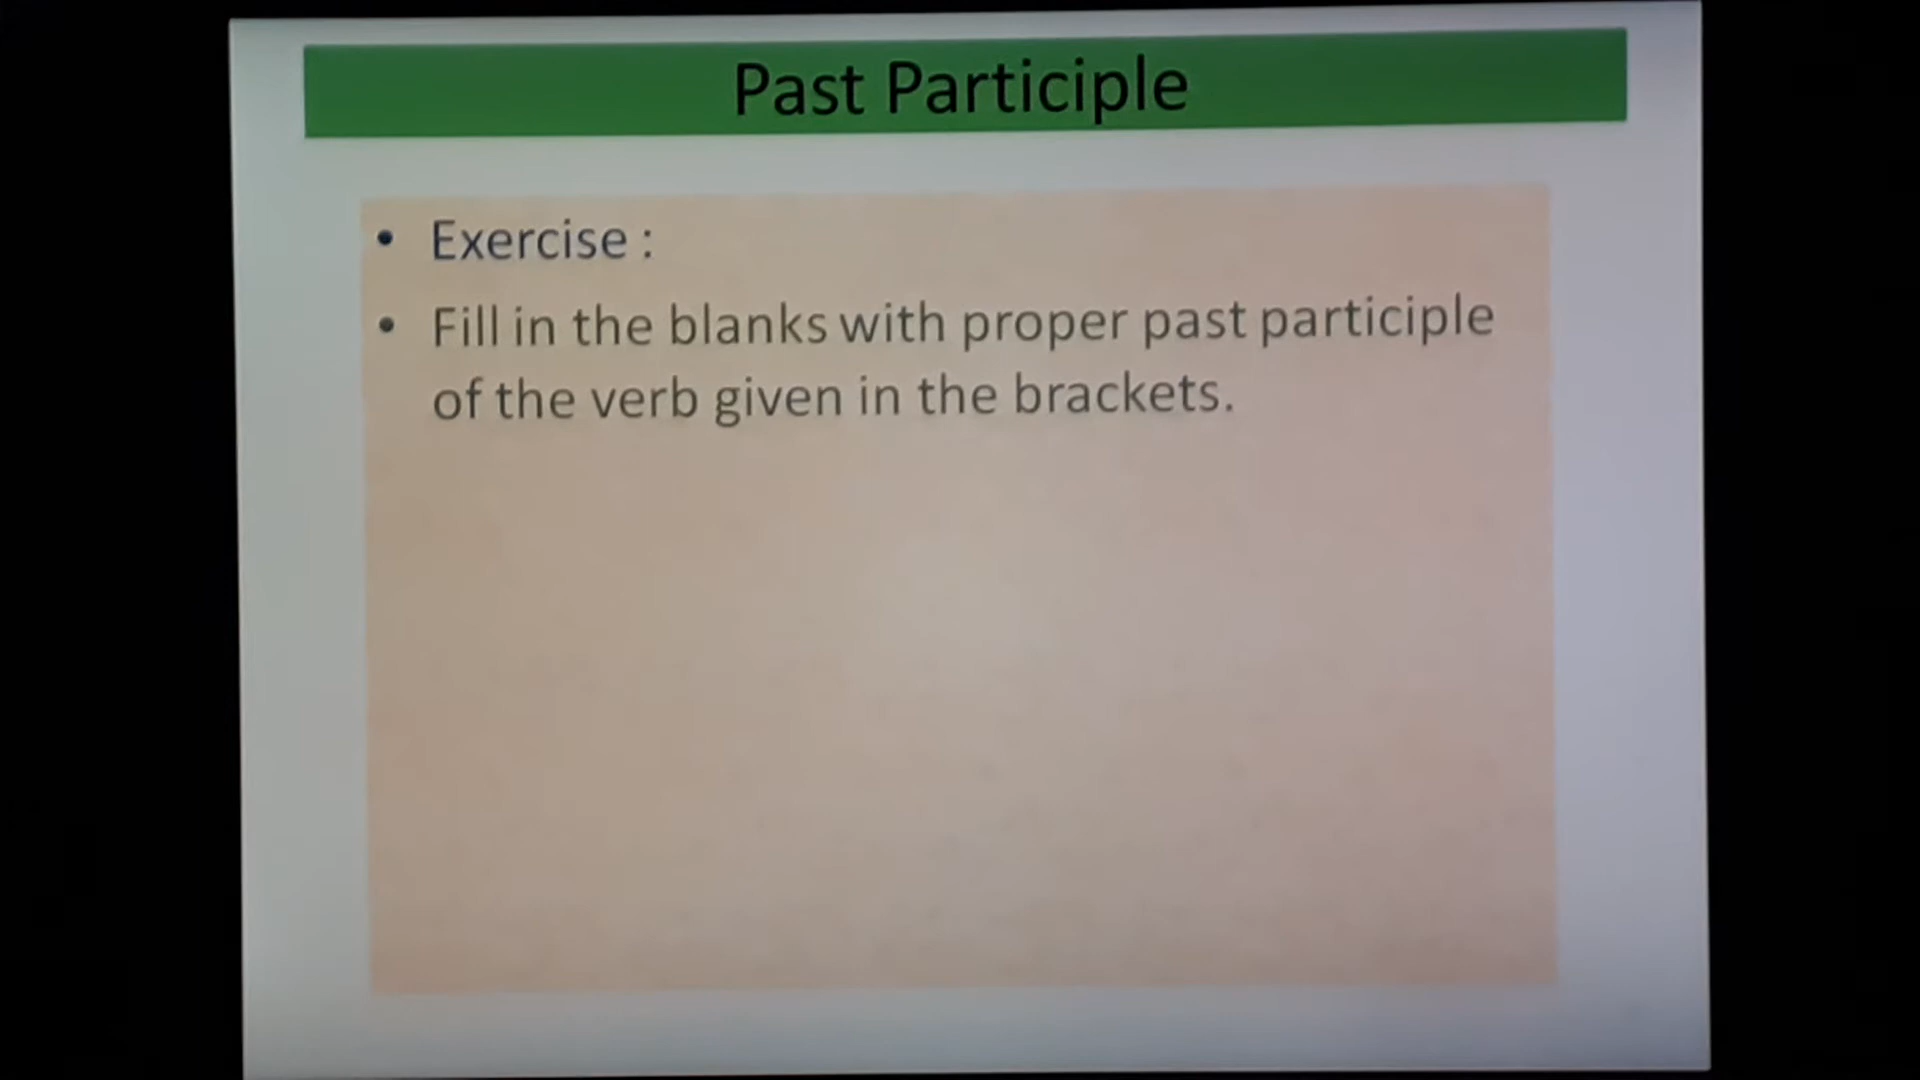 Past Participle
• Exercise :
• Fill in the blanks with proper past participle
of the verb given in the brackets.